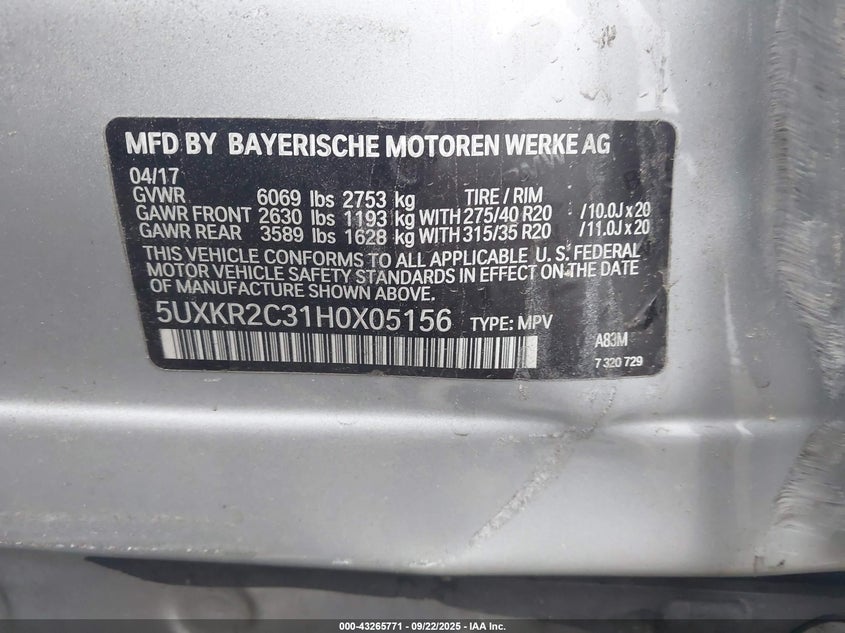 MFD BY BAYERISCHE MOTOREN WERKE AG
04/17
GVWR 6069 lbs 2753 kg TIRE / RIM
GAWR FRONT 2630 lbs 1193 kg WITH 275/40 R20 /10.0J x 20
GAWR REAR 3589 lbs 1628 kg WITH 315/35 R20 /11.0J x 20
THIS VEHICLE CONFORMS TO ALL APPLICABLE U.S. FEDERAL
MOTOR VEHICLE SAFETY STANDARDS IN EFFECT ON THE DATE
OF MANUFACTURE SHOWN ABOVE.
5UXKR2C31H0X05156 TYPE: MPV
A83M
7 320 729
000-43265771 - 09/22/2025 - IAA Inc.